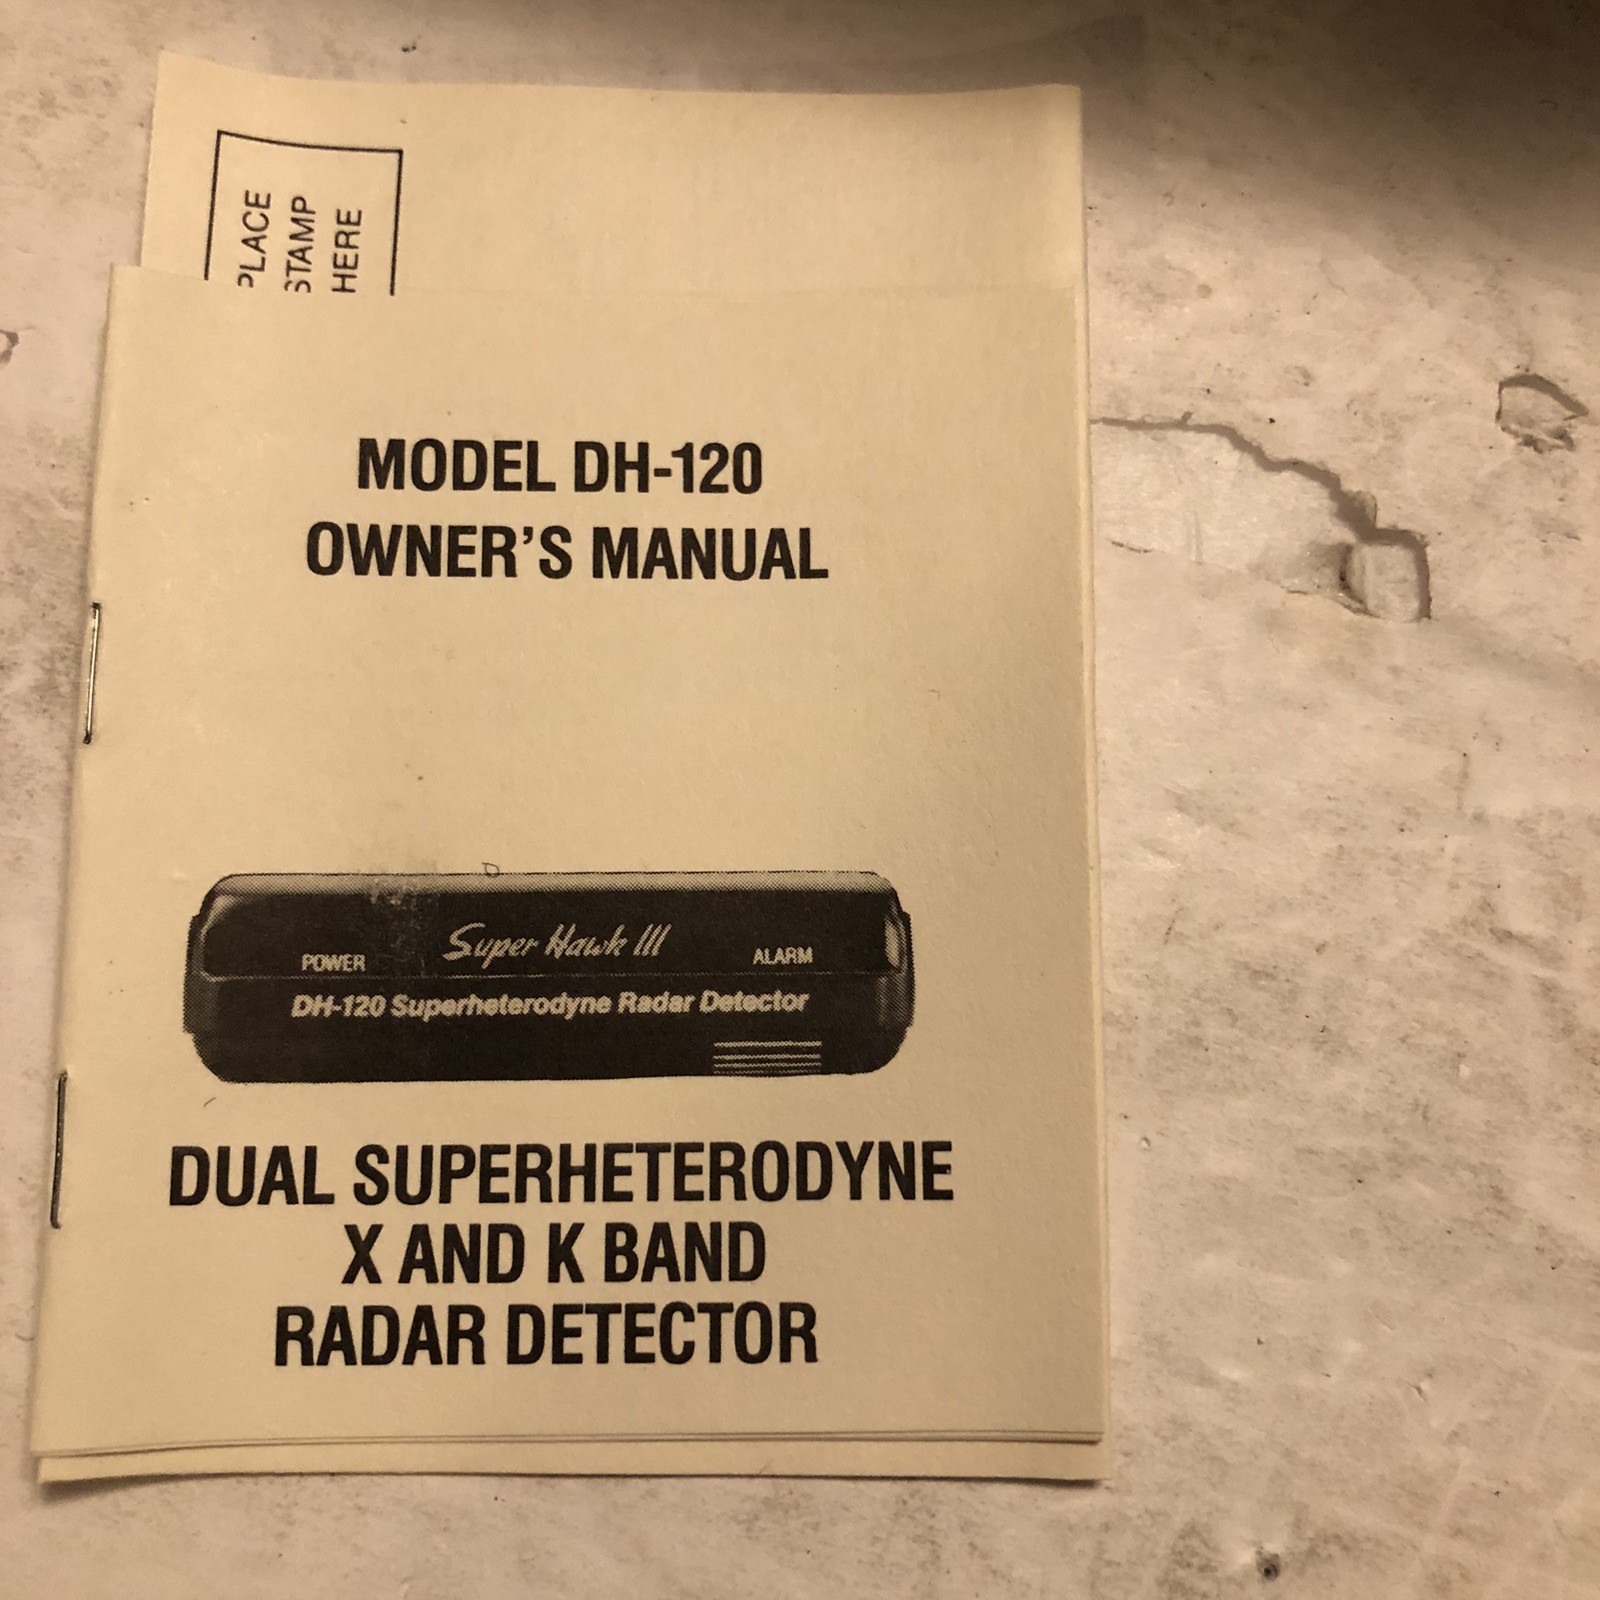 PLACE
STAMP
HERE
MODEL DH-120
OWNER'S MANUAL
Super Hawk III
POWER
ALARM
DH-120 Superheterodyne Radar Detector
DUAL SUPERHETERODYNE
X AND K BAND
RADAR DETECTOR